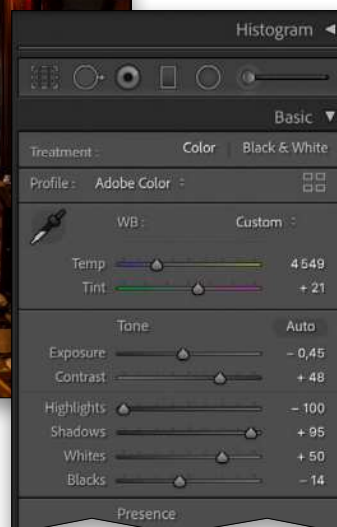 Histogram
Basic
Treatment : Color Black & White
Profile : Adobe Color
WB : Custom
Temp 4 549
Tint + 21
Tone Auto
Exposure – 0,45
Contrast + 48
Highlights – 100
Shadows + 95
Whites + 50
Blacks – 14
Presence